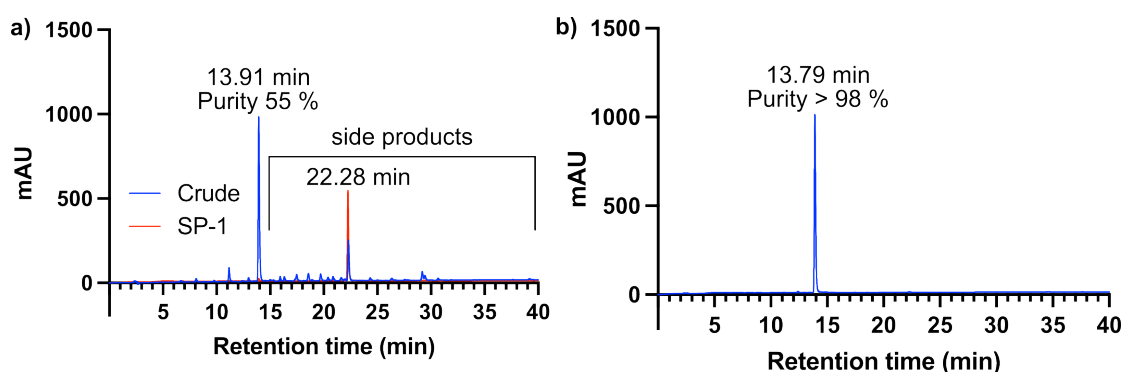 a)
1500
1000
500
0
mAU
13.91 min
Purity 55 %
side products
22.28 min
Crude
SP-1
5 10 15 20 25 30 35 40
Retention time (min)
b)
1500
1000
500
0
mAU
13.79 min
Purity > 98 %
5 10 15 20 25 30 35 40
Retention time (min)